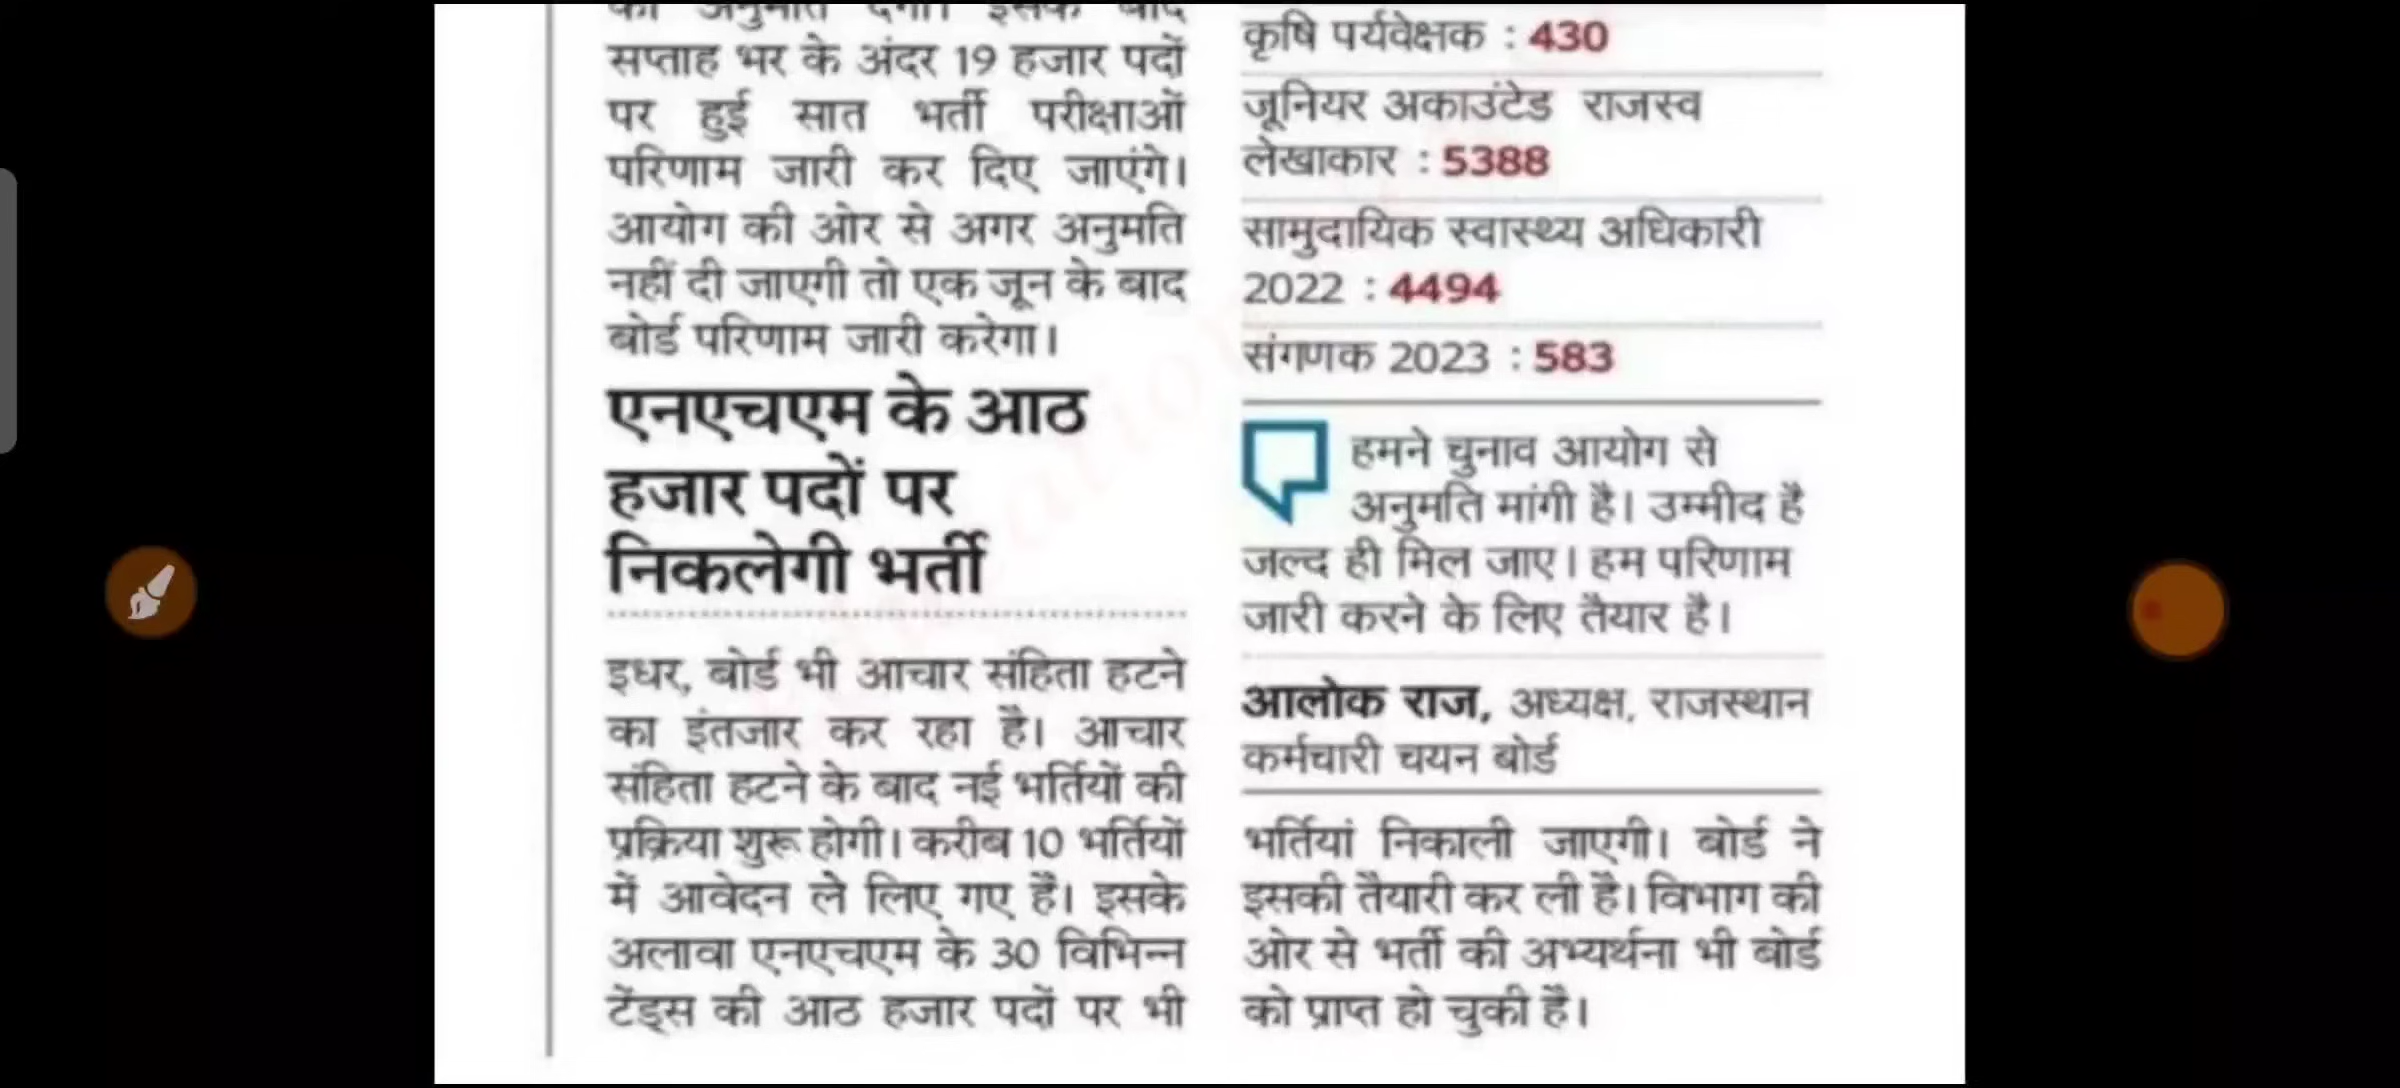 की अनुमति देगा। इसके बाद
सप्ताह भर के अंदर 19 हजार पदों
पर हुई सात भर्ती परीक्षाओं
परिणाम जारी कर दिए जाएंगे।
आयोग की ओर से अगर अनुमति
नहीं दी जाएगी तो एक जून के बाद
बोर्ड परिणाम जारी करेगा।
एनएचएम के आठ
हजार पदों पर
निकलेगी भर्ती
इधर, बोर्ड भी आचार संहिता हटने
का इंतजार कर रहा है। आचार
संहिता हटने के बाद नई भर्तियों की
प्रक्रिया शुरू होगी। करीब 10 भर्तियों
में आवेदन ले लिए गए हैं। इसके
अलावा एनएचएम के 30 विभिन्न
टेंड्स की आठ हजार पदों पर भी
कृषि पर्यवेक्षक : 430
जूनियर अकाउंटेड राजस्व
लेखाकार : 5388
सामुदायिक स्वास्थ्य अधिकारी
2022 : 4494
संगणक 2023 : 583
हमने चुनाव आयोग से
अनुमति मांगी है। उम्मीद है
जल्द ही मिल जाए। हम परिणाम
जारी करने के लिए तैयार है।
आलोक राज, अध्यक्ष, राजस्थान
कर्मचारी चयन बोर्ड
भर्तियां निकाली जाएगी। बोर्ड ने
इसकी तैयारी कर ली है। विभाग की
ओर से भर्ती की अभ्यर्थना भी बोर्ड
को प्राप्त हो चुकी है।